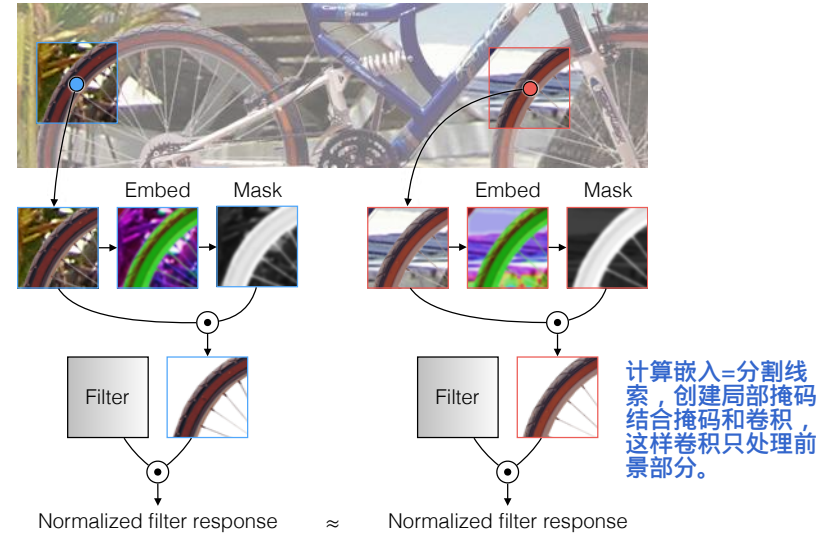 Embed
Mask
Embed
Mask
Filter
Filter
计算嵌入=分割线
索，创建局部掩码
结合掩码和卷积，
这样卷积只处理前
景部分。
Normalized filter response ≈ Normalized filter response